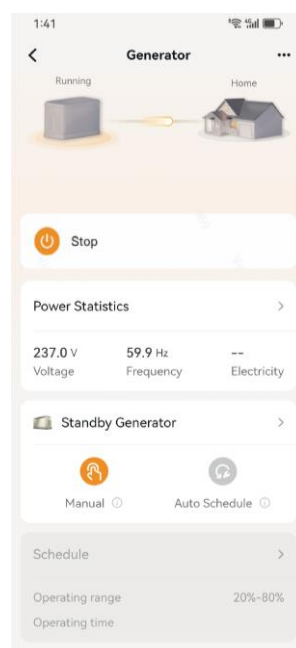 1:41
Generator
Running Home
Stop
Power Statistics
237.0 V 59.9 Hz --
Voltage Frequency Electricity
Standby Generator
Manual Auto Schedule
Schedule
Operating range 20%-80%
Operating time